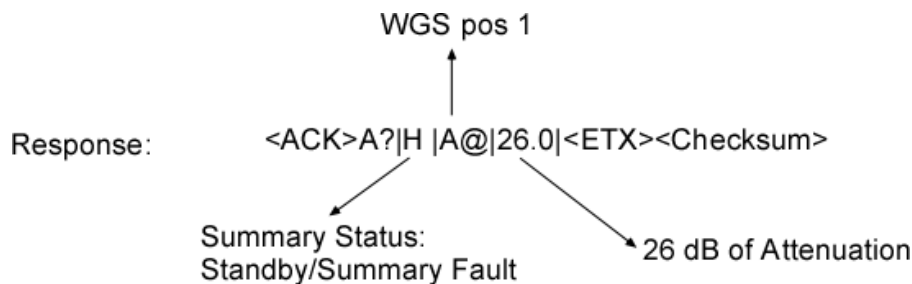 WGS pos 1
Response: <ACK>A?|H |A@|26.0|<ETX><Checksum>
Summary Status:
Standby/Summary Fault
26 dB of Attenuation